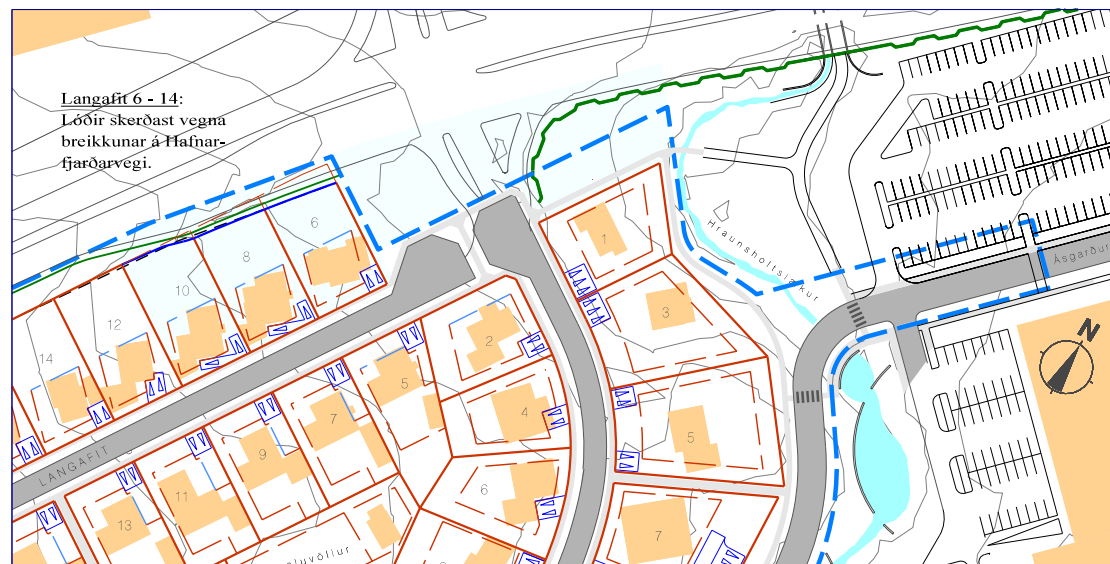 Langafit 6 - 14:
Lóðir skerðast vegna
breikkunar á Hafnar-
fjarðarvegi.
N
Ásgarður
Hraunsholtslækur
LANGAFIT
6
8
10
12
14
1
3
5
7
2
4
6
5
7
9
11
13